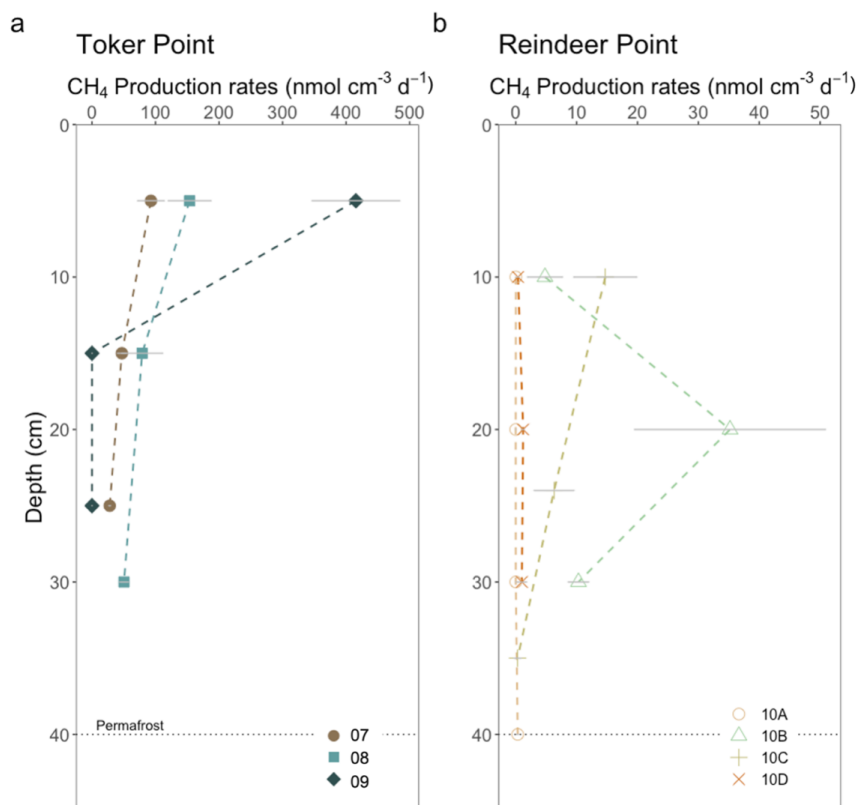 a
Toker Point
CH₄ Production rates (nmol cm⁻³ d⁻¹)
0 100 200 300 400 500
0
10
20
30
40
Depth (cm)
Permafrost
07
08
09
b
Reindeer Point
CH₄ Production rates (nmol cm⁻³ d⁻¹)
0 10 20 30 40 50
0
10
20
30
40
10A
10B
10C
10D